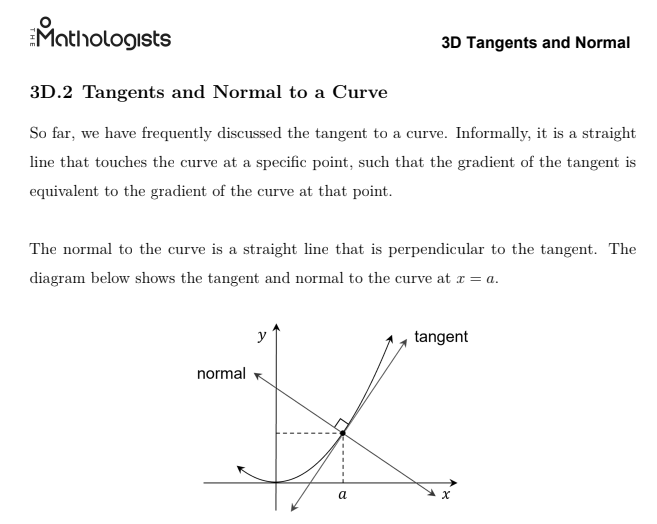 THE Mathologists
3D Tangents and Normal
3D.2 Tangents and Normal to a Curve
So far, we have frequently discussed the tangent to a curve. Informally, it is a straight
line that touches the curve at a specific point, such that the gradient of the tangent is
equivalent to the gradient of the curve at that point.
The normal to the curve is a straight line that is perpendicular to the tangent. The
diagram below shows the tangent and normal to the curve at x = a.
y
tangent
normal
a
x